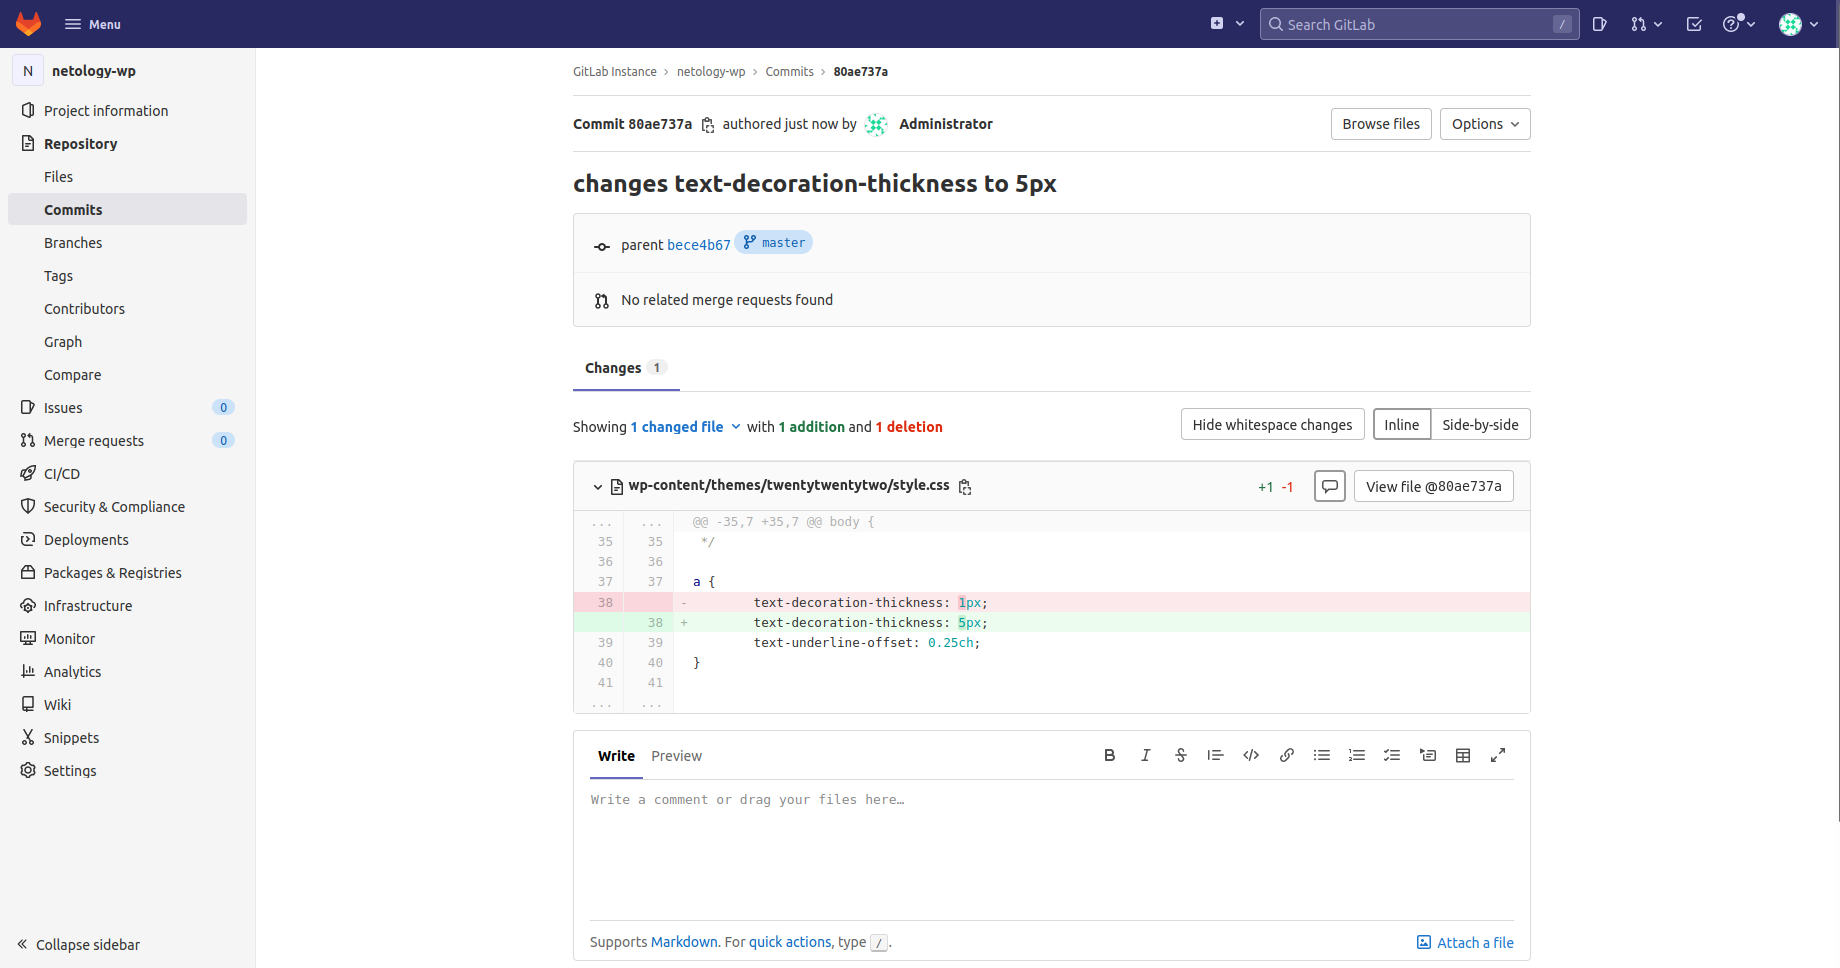 Menu
Search GitLab /
N netology-wp
Project information
Repository
Files
Commits
Branches
Tags
Contributors
Graph
Compare
Issues 0
Merge requests 0
CI/CD
Security & Compliance
Deployments
Packages & Registries
Infrastructure
Monitor
Analytics
Wiki
Snippets
Settings
Collapse sidebar
GitLab Instance › netology-wp › Commits › 80ae737a
Commit 80ae737a authored just now by Administrator
Browse files Options
changes text-decoration-thickness to 5px
parent bece4b67 master
No related merge requests found
Changes 1
Showing 1 changed file with 1 addition and 1 deletion
Hide whitespace changes Inline Side-by-side
wp-content/themes/twentytwentytwo/style.css +1 -1 View file @80ae737a
... ... @@ -35,7 +35,7 @@ body {
35 35 */
36 36
37 37 a {
38 - text-decoration-thickness: 1px;
38 + text-decoration-thickness: 5px;
39 39 text-underline-offset: 0.25ch;
40 40 }
41 41
... ...
Write Preview
Write a comment or drag your files here…
Supports Markdown. For quick actions, type /.
Attach a file